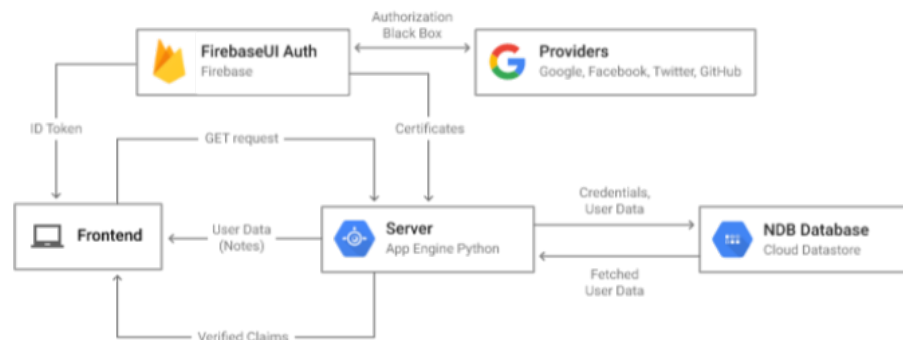 Authorization
Black Box
FirebaseUI Auth
Firebase
Providers
Google, Facebook, Twitter, GitHub
ID Token
GET request
Certificates
Credentials,
User Data
Frontend
User Data
(Notes)
Server
App Engine Python
NDB Database
Cloud Datastore
Fetched
User Data
Verified Claims